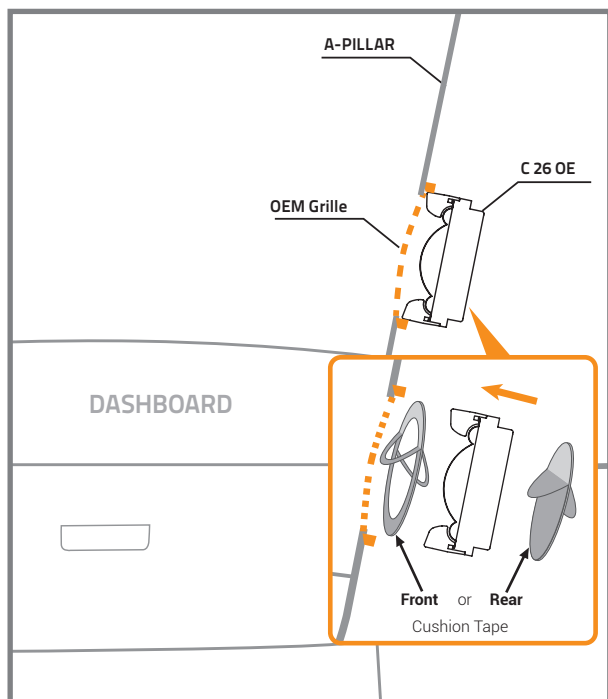 A-PILLAR
C 26 OE
OEM Grille
DASHBOARD
Front or Rear
Cushion Tape